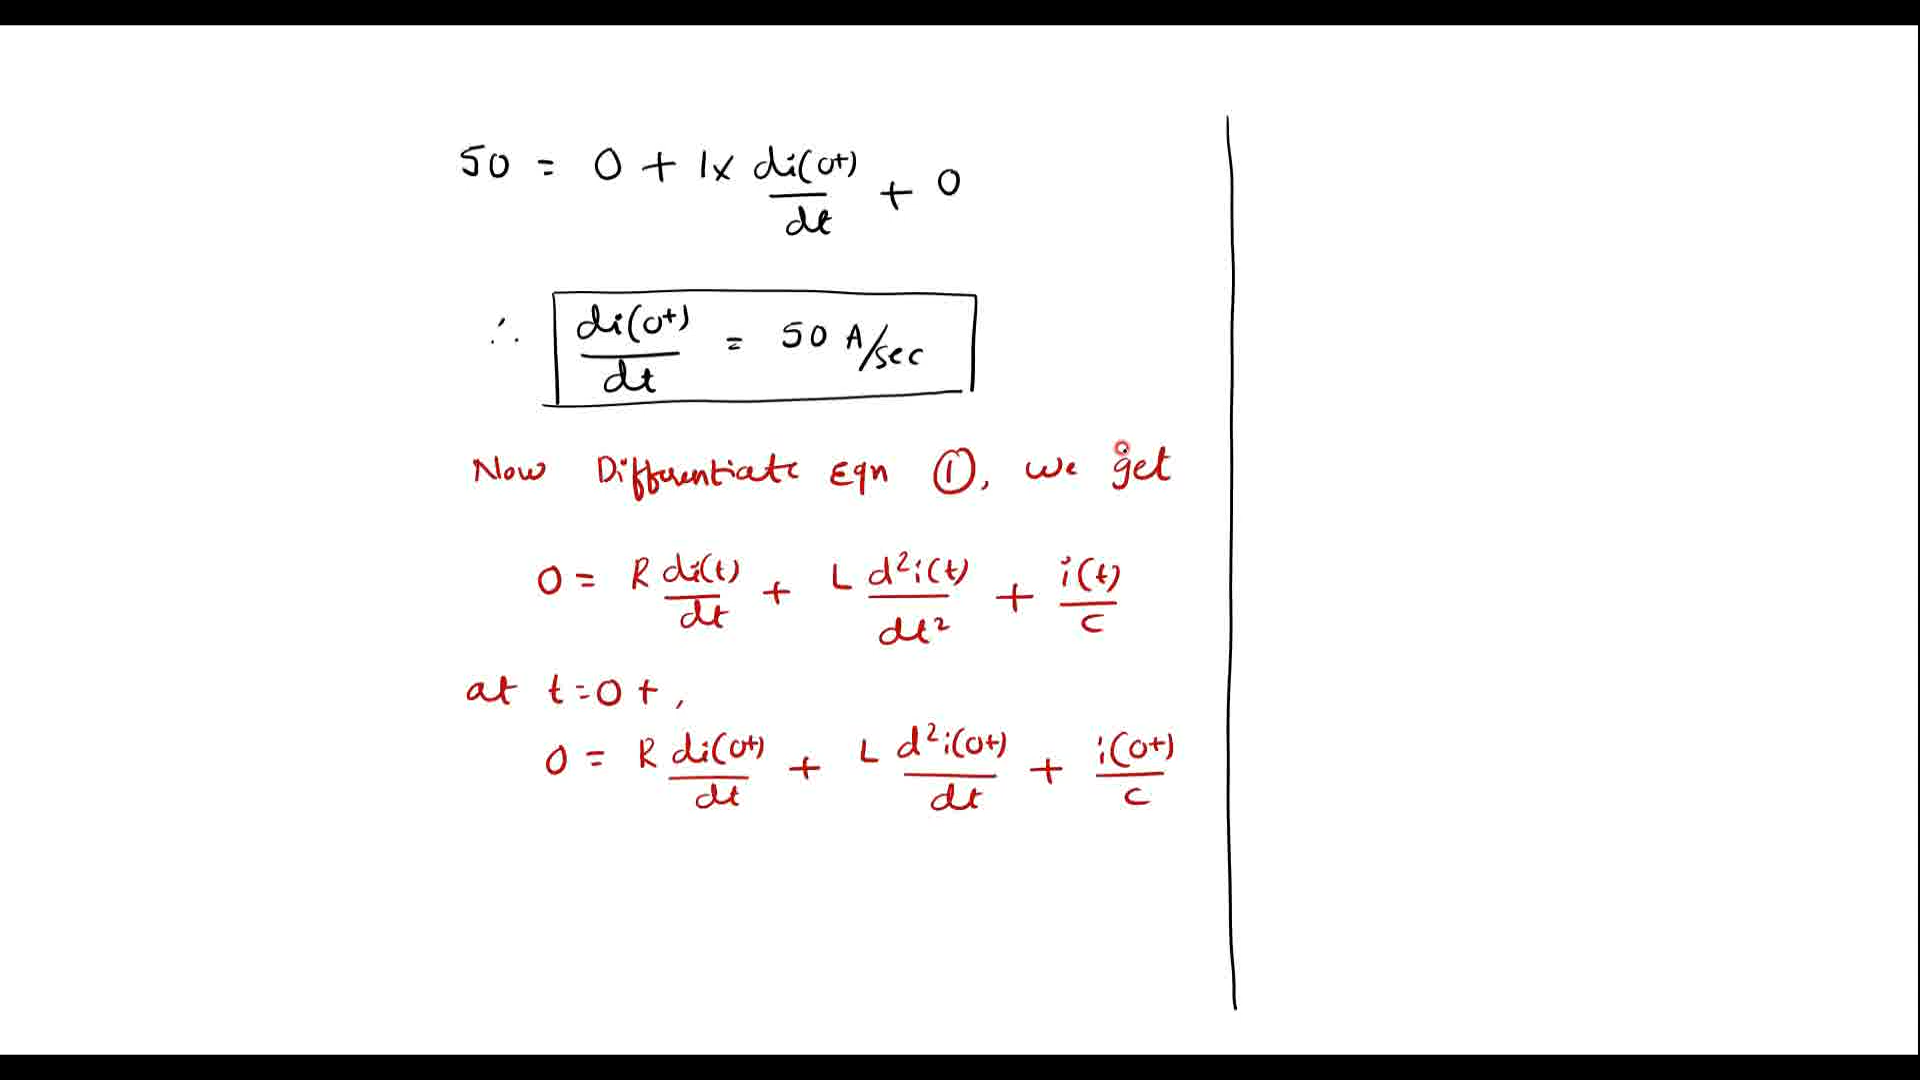 50 = 0 + 1x di(0+)/dt + 0
∴ di(0+)/dt = 50 A/sec
Now Differentiate Eqn ①, we get
0 = R di(t)/dt + L d²i(t)/dt² + i(t)/c
at t=0+,
0 = R di(0+)/dt + L d²i(0+)/dt + i(0+)/c